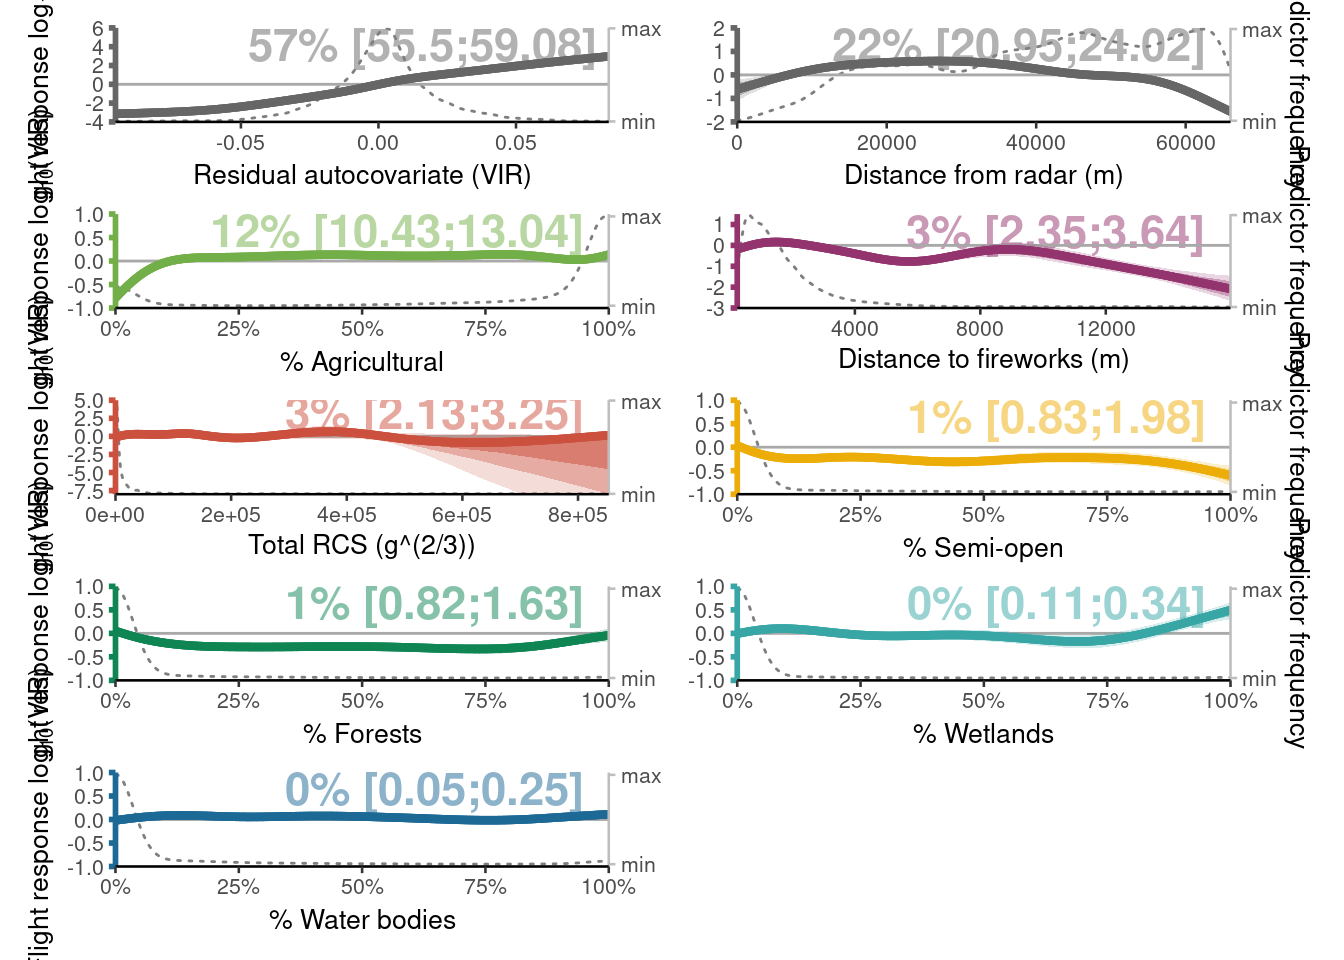 57% [55.5;59.08]
6
4
2
0
-2
-4
max
min
-0.05
0.00
0.05
Residual autocovariate (VIR)
22% [20.95;24.02]
2
1
0
-1
-2
max
min
0
20000
40000
60000
Distance from radar (m)
12% [10.43;13.04]
1.0
0.5
0.0
-0.5
-1.0
max
min
0%
25%
50%
75%
100%
% Agricultural
3% [2.35;3.64]
1
0
-1
-2
-3
max
min
4000
8000
12000
Distance to fireworks (m)
3% [2.13;3.25]
5.0
2.5
0.0
-2.5
-5.0
-7.5
max
min
0e+00
2e+05
4e+05
6e+05
8e+05
Total RCS (g^(2/3))
1% [0.83;1.98]
1.0
0.5
0.0
-0.5
-1.0
max
min
0%
25%
50%
75%
100%
% Semi-open
1% [0.82;1.63]
1.0
0.5
0.0
-0.5
-1.0
max
min
0%
25%
50%
75%
100%
% Forests
0% [0.11;0.34]
1.0
0.5
0.0
-0.5
-1.0
max
min
0%
25%
50%
75%
100%
% Wetlands
Predictor frequency
0% [0.05;0.25]
1.0
0.5
0.0
-0.5
-1.0
max
min
0%
25%
50%
75%
100%
% Water bodies